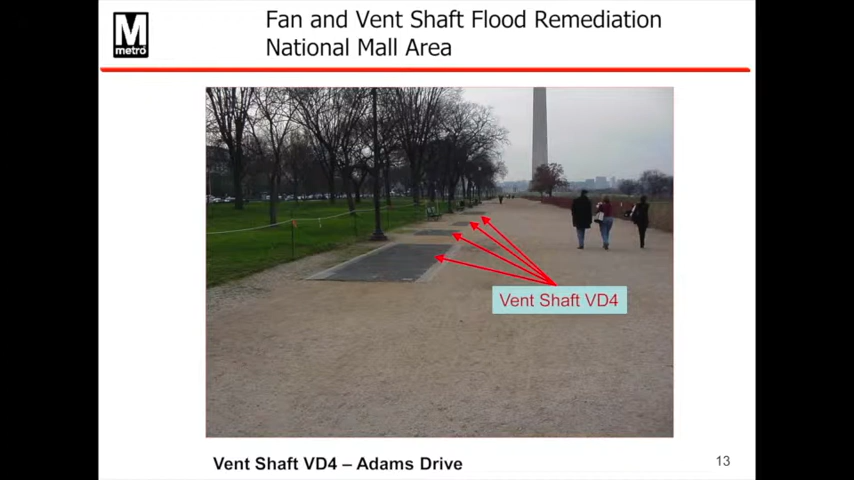 M
metro
Fan and Vent Shaft Flood Remediation
National Mall Area
Vent Shaft VD4
Vent Shaft VD4 – Adams Drive
13